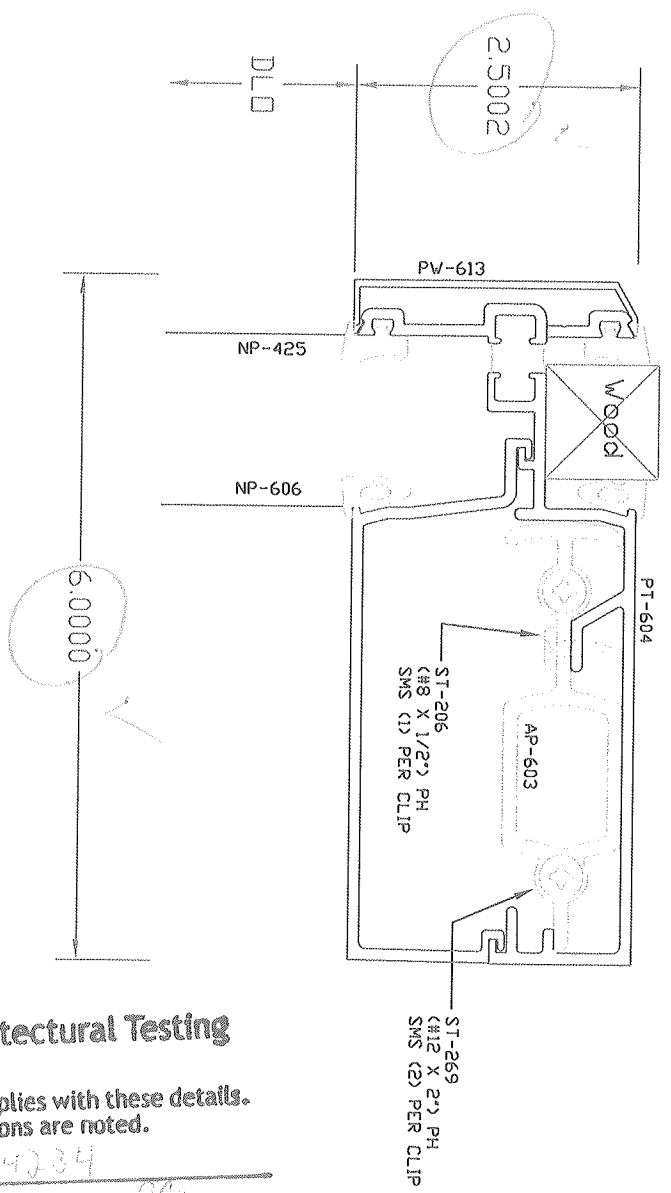 2.5002
DLO
PW-613
NP-425
Wood
NP-606
PT-604
6.0000
ST-206
(#8 X 1/2") PH
SMS (1) PER CLIP
AP-603
ST-269
(#12 X 2") PH
SMS (2) PER CLIP
tectural Testing
plies with these details.
ons are noted.